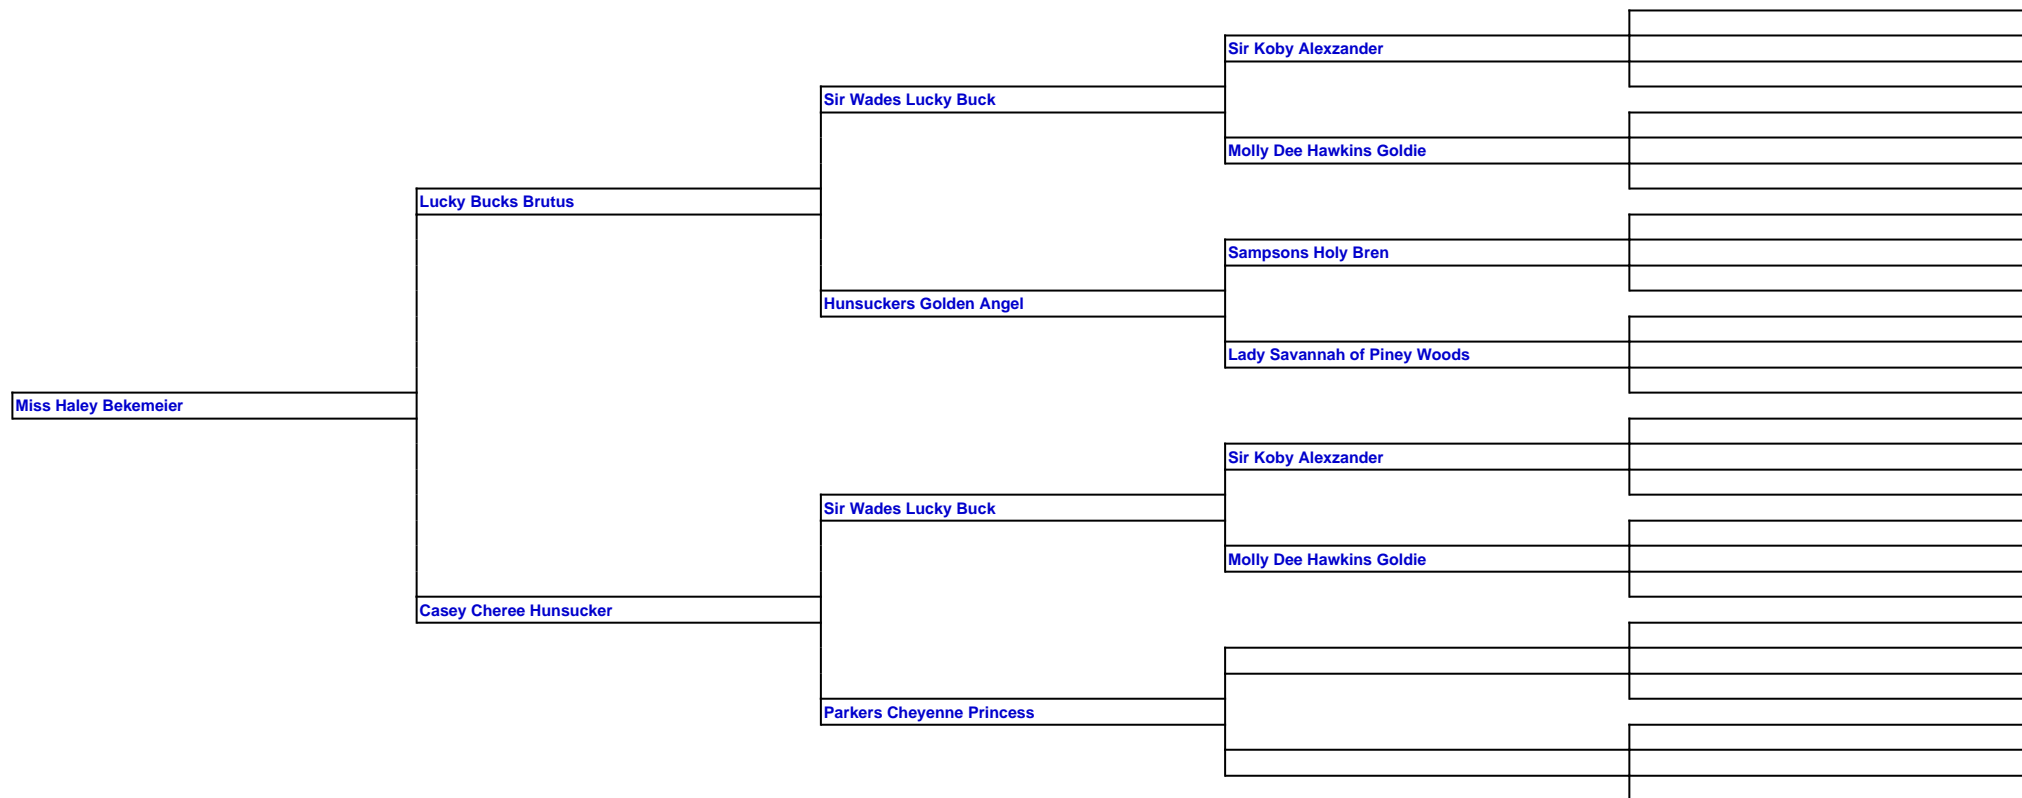 Sir Koby Alexzander
Sir Wades Lucky Buck
Molly Dee Hawkins Goldie
Lucky Bucks Brutus
Sampsons Holy Bren
Hunsuckers Golden Angel
Lady Savannah of Piney Woods
Miss Haley Bekemeier
Sir Koby Alexzander
Sir Wades Lucky Buck
Molly Dee Hawkins Goldie
Casey Cheree Hunsucker
Parkers Cheyenne Princess